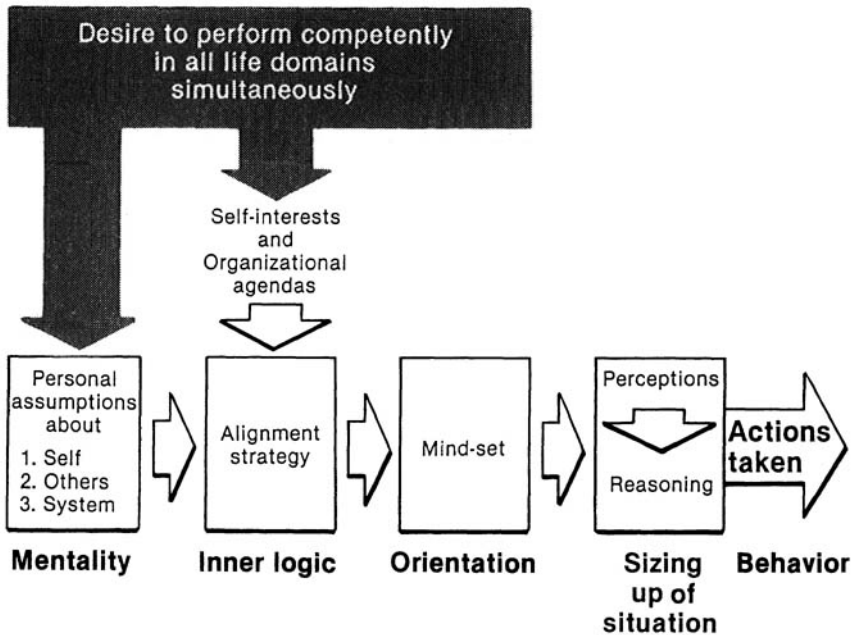 Desire to perform competently
in all life domains
simultaneously
Self-interests
and
Organizational
agendas
Personal
assumptions
about
1. Self
2. Others
3. System
Alignment
strategy
Mind-set
Perceptions
Reasoning
Actions
taken
Mentality
Inner logic
Orientation
Sizing
up of
situation
Behavior